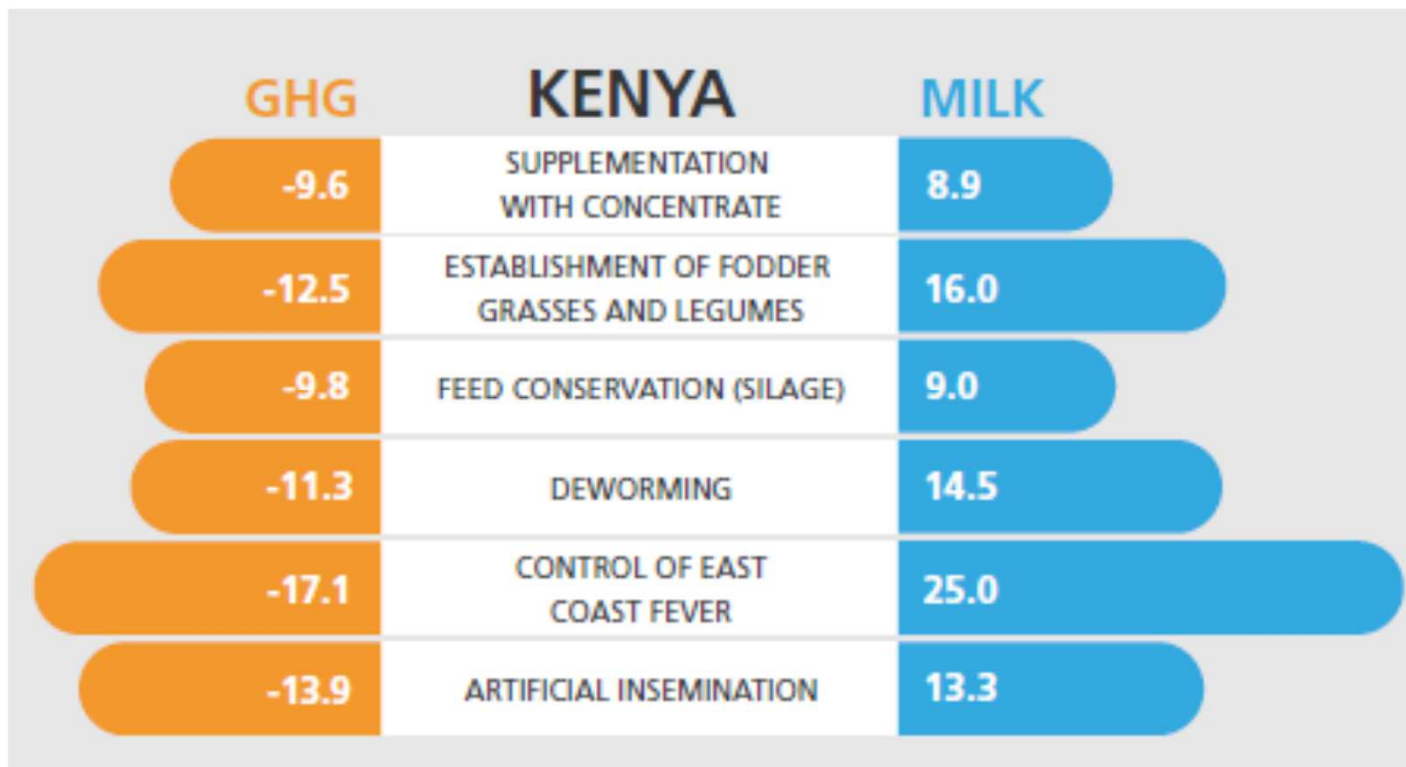 GHG KENYA MILK
-9.6 SUPPLEMENTATION 8.9
WITH CONCENTRATE
-12.5 ESTABLISHMENT OF FODDER 16.0
GRASSES AND LEGUMES
-9.8 FEED CONSERVATION (SILAGE) 9.0
-11.3 DEWORMING 14.5
-17.1 CONTROL OF EAST 25.0
COAST FEVER
-13.9 ARTIFICIAL INSEMINATION 13.3